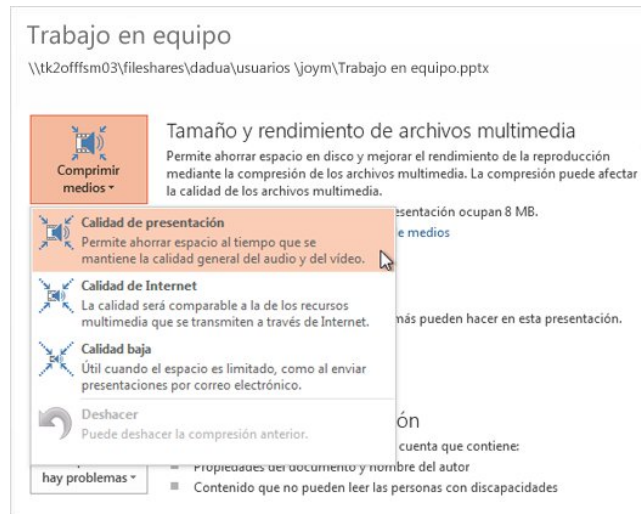 Trabajo en equipo
\\tk2offfsm03\fileshares\dadua\usuarios \joym\Trabajo en equipo.pptx
Comprimir
medios
Tamaño y rendimiento de archivos multimedia
Permite ahorrar espacio en disco y mejorar el rendimiento de la reproducción
mediante la compresión de los archivos multimedia. La compresión puede afectar
la calidad de los archivos multimedia.
esentación ocupan 8 MB.
e medios
Calidad de presentación
Permite ahorrar espacio al tiempo que se
mantiene la calidad general del audio y del vídeo.
Calidad de Internet
La calidad será comparable a la de los recursos
multimedia que se transmiten a través de Internet.
más pueden hacer en esta presentación.
Calidad baja
Útil cuando el espacio es limitado, como al enviar
presentaciones por correo electrónico.
Deshacer
Puede deshacer la compresión anterior.
ón
cuenta que contiene:
hay problemas
Propiedades del documento y nombre del autor
Contenido que no pueden leer las personas con discapacidades